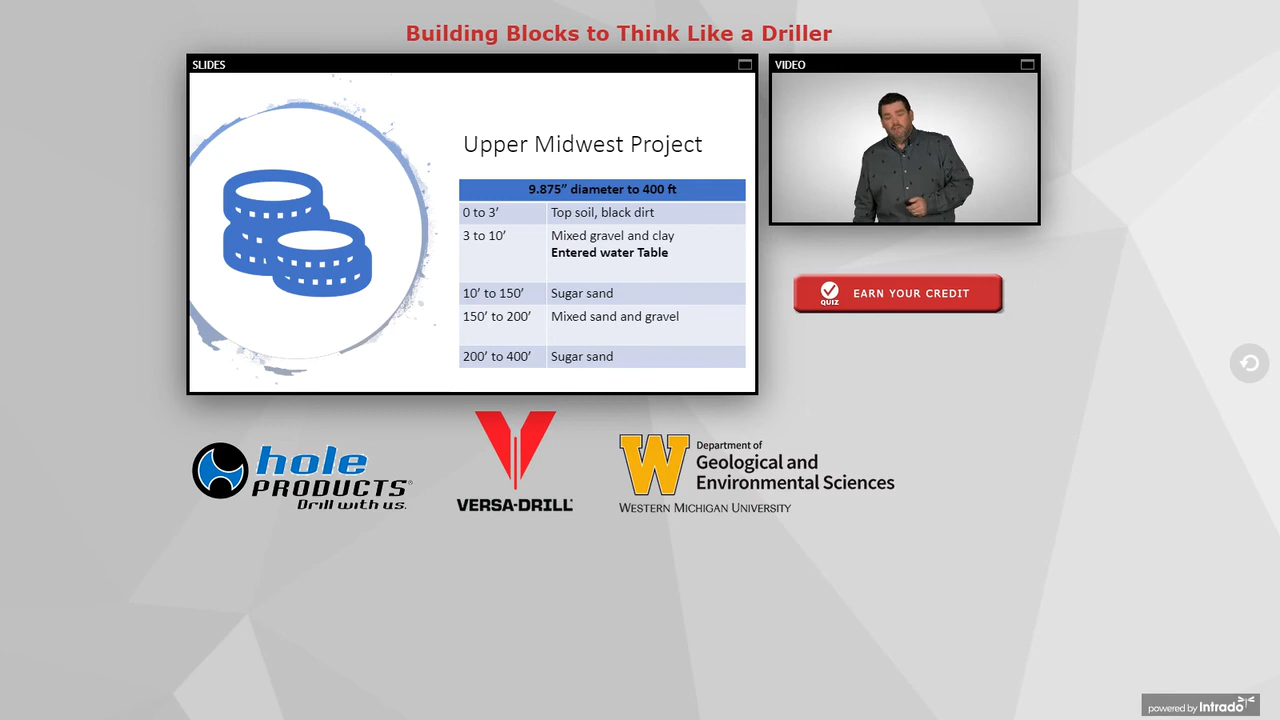 Building Blocks to Think Like a Driller
SLIDES
VIDEO
Upper Midwest Project
9.875” diameter to 400 ft
0 to 3’ Top soil, black dirt
3 to 10’ Mixed gravel and clay
Entered water Table
10’ to 150’ Sugar sand
150’ to 200’ Mixed sand and gravel
200’ to 400’ Sugar sand
QUIZ
EARN YOUR CREDIT
hole
PRODUCTS®
Drill with us.
VERSA-DRILL®
W
Department of
Geological and
Environmental Sciences
WESTERN MICHIGAN UNIVERSITY
powered by intrado